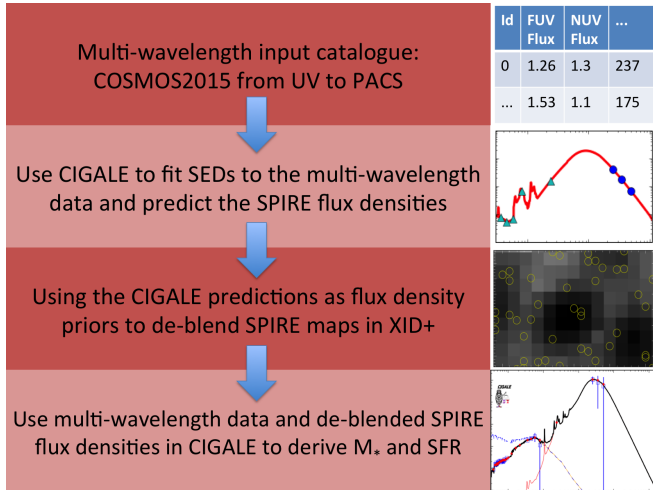 Multi-wavelength input catalogue:
COSMOS2015 from UV to PACS
Id FUV Flux NUV Flux ...
0 1.26 1.3 237
... 1.53 1.1 175
Use CIGALE to fit SEDs to the multi-wavelength
data and predict the SPIRE flux densities
Using the CIGALE predictions as flux density
priors to de-blend SPIRE maps in XID+
Use multi-wavelength data and de-blended SPIRE
flux densities in CIGALE to derive M* and SFR
CIGALE